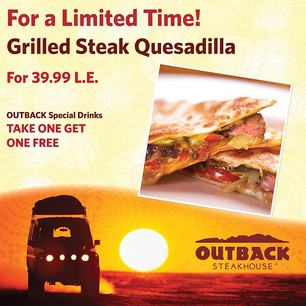 For a Limited Time!
Grilled Steak Quesadilla
For 39.99 L.E.
OUTBACK Special Drinks
TAKE ONE GET
ONE FREE
OUTBACK
STEAKHOUSE